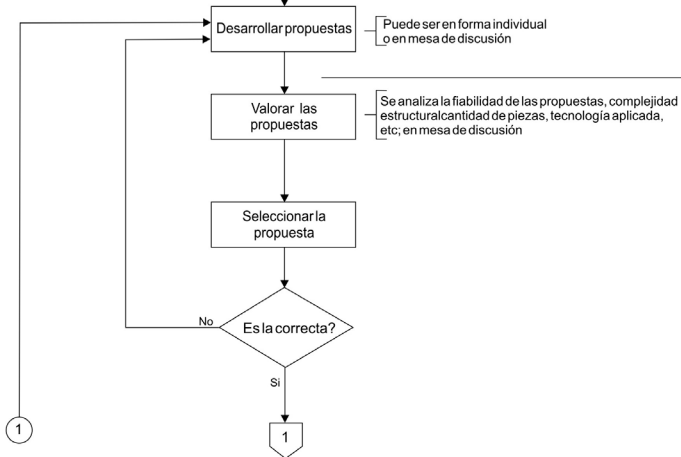 Desarrollar propuestas
Puede ser en forma individual
o en mesa de discusión
Valorar las
propuestas
Se analiza la fiabilidad de las propuestas, complejidad
estructuralcantidad de piezas, tecnología aplicada,
etc; en mesa de discusión
Seleccionar la
propuesta
Es la correcta?
No
Si
1
1